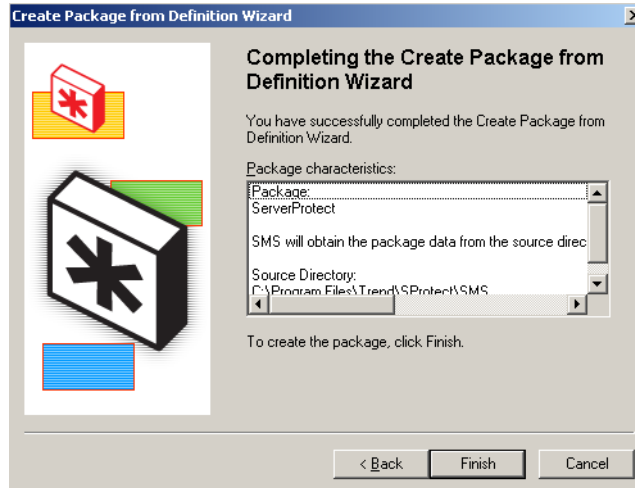 Create Package from Definition Wizard
Completing the Create Package from
Definition Wizard
You have successfully completed the Create Package from
Definition Wizard.
Package characteristics:
Package:
ServerProtect
SMS will obtain the package data from the source direc
Source Directory:
C:\Program Files\Trend\SProtect\SMS
To create the package, click Finish.
< Back Finish Cancel